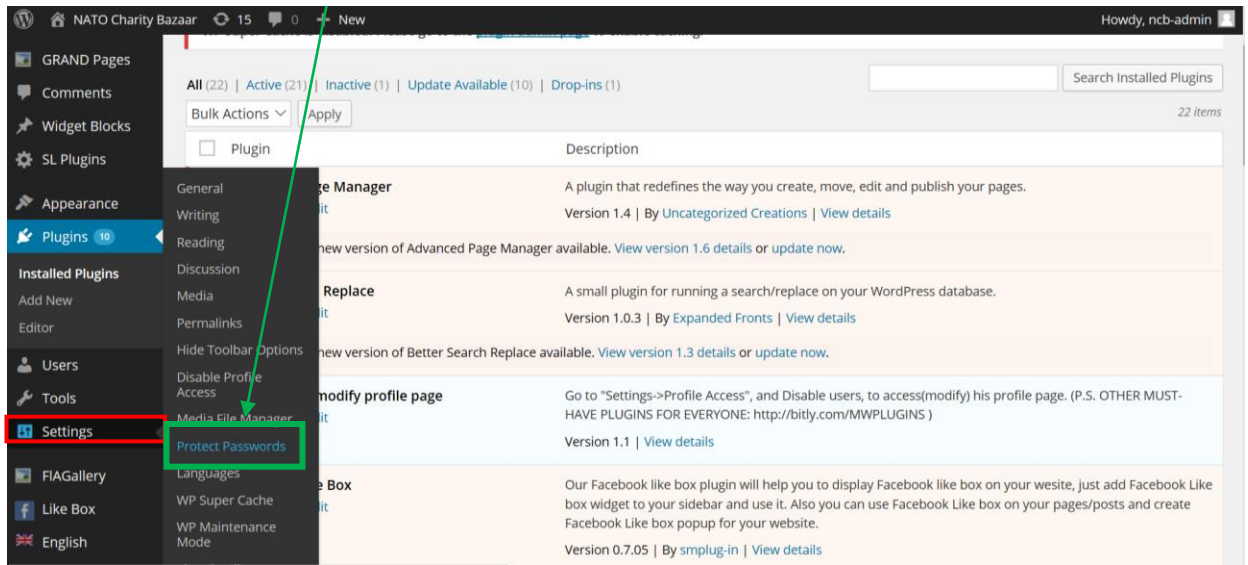 NATO Charity Bazaar 15 0 + New Howdy, ncb-admin
plugin admin page to enable caching.
GRAND Pages
Comments
Widget Blocks
SL Plugins
Appearance
Plugins 10
Installed Plugins
Add New
Editor
Users
Tools
Settings
FlAGallery
Like Box
English
General
Writing
Reading
Discussion
Media
Permalinks
Hide Toolbar Options
Disable Profile
Access
Media File Manager
Protect Passwords
Languages
WP Super Cache
WP Maintenance
Mode
All (22) | Active (21) | Inactive (1) | Update Available (10) | Drop-ins (1)
Search Installed Plugins
Bulk Actions Apply
22 items
Plugin Description
ge Manager
lit
A plugin that redefines the way you create, move, edit and publish your pages.
Version 1.4 | By Uncategorized Creations | View details
new version of Advanced Page Manager available. View version 1.6 details or update now.
Replace
lit
A small plugin for running a search/replace on your WordPress database.
Version 1.0.3 | By Expanded Fronts | View details
new version of Better Search Replace available. View version 1.3 details or update now.
modify profile page
lit
Go to "Settings->Profile Access", and Disable users, to access(modify) his profile page. (P.S. OTHER MUST-
HAVE PLUGINS FOR EVERYONE: http://bitly.com/MWPLUGINS )
Version 1.1 | View details
e Box
lit
Our Facebook like box plugin will help you to display Facebook like box on your wesite, just add Facebook Like
box widget to your sidebar and use it. Also you can use Facebook Like box on your pages/posts and create
Facebook Like box popup for your website.
Version 0.7.05 | By smplug-in | View details